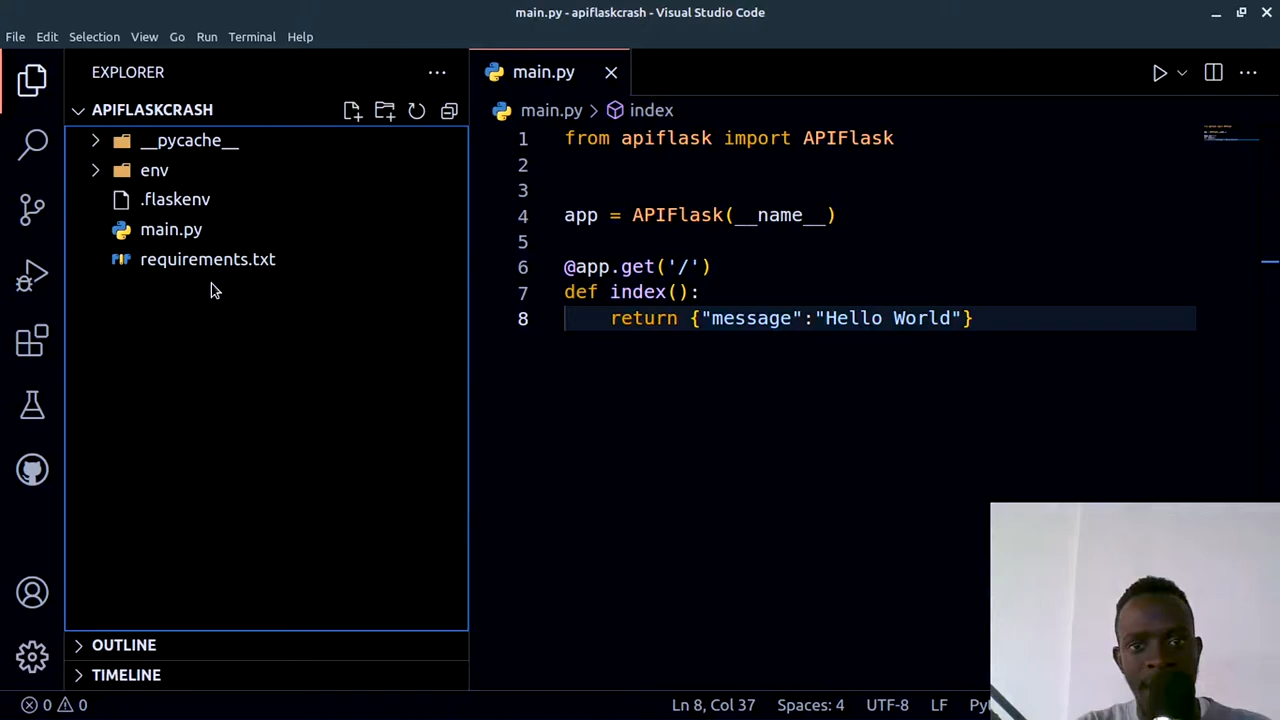 main.py - apiflaskcrash - Visual Studio Code
File Edit Selection View Go Run Terminal Help
EXPLORER
APIFLASKCRASH
__pycache__
env
.flaskenv
main.py
requirements.txt
OUTLINE
TIMELINE
main.py
main.py > index
1 from apiflask import APIFlask
2
3
4 app = APIFlask(__name__)
5
6 @app.get('/')
7 def index():
8 return {"message":"Hello World"}
0 0 Ln 8, Col 37 Spaces: 4 UTF-8 LF